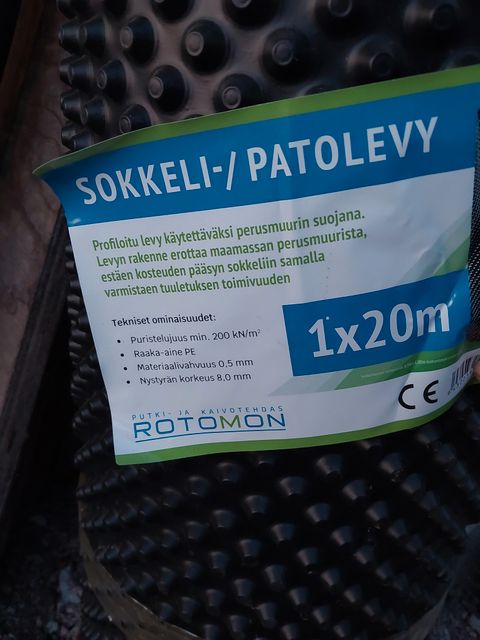 SOKKELI-/ PATOLEVY
Profiloitu levy käytettäväksi perusmuurin suojana.
Levyn rakenne erottaa maamassan perusmuurista,
estäen kosteuden pääsyn sokkeliin samalla
varmistaen tuuletuksen toimivuuden
Tekniset ominaisuudet:
• Puristelujuus min. 200 kN/m²
• Raaka-aine PE
• Materiaalivahvuus 0,5 mm
• Nystyrän korkeus 8,0 mm
1x20m
CE
PUTKI- JA KAIVOTEHDAS
ROTOMON